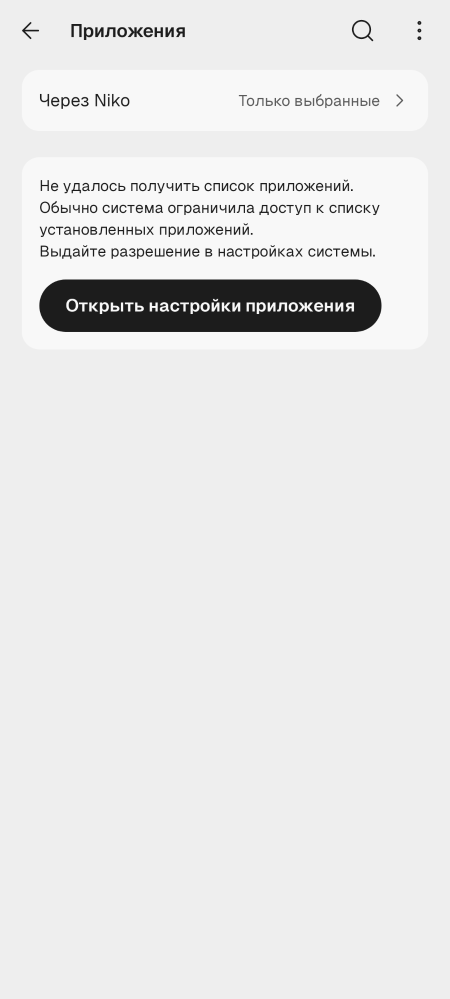 Приложения
Через Niko
Только выбранные
Не удалось получить список приложений.
Обычно система ограничила доступ к списку
установленных приложений.
Выдайте разрешение в настройках системы.
Открыть настройки приложения